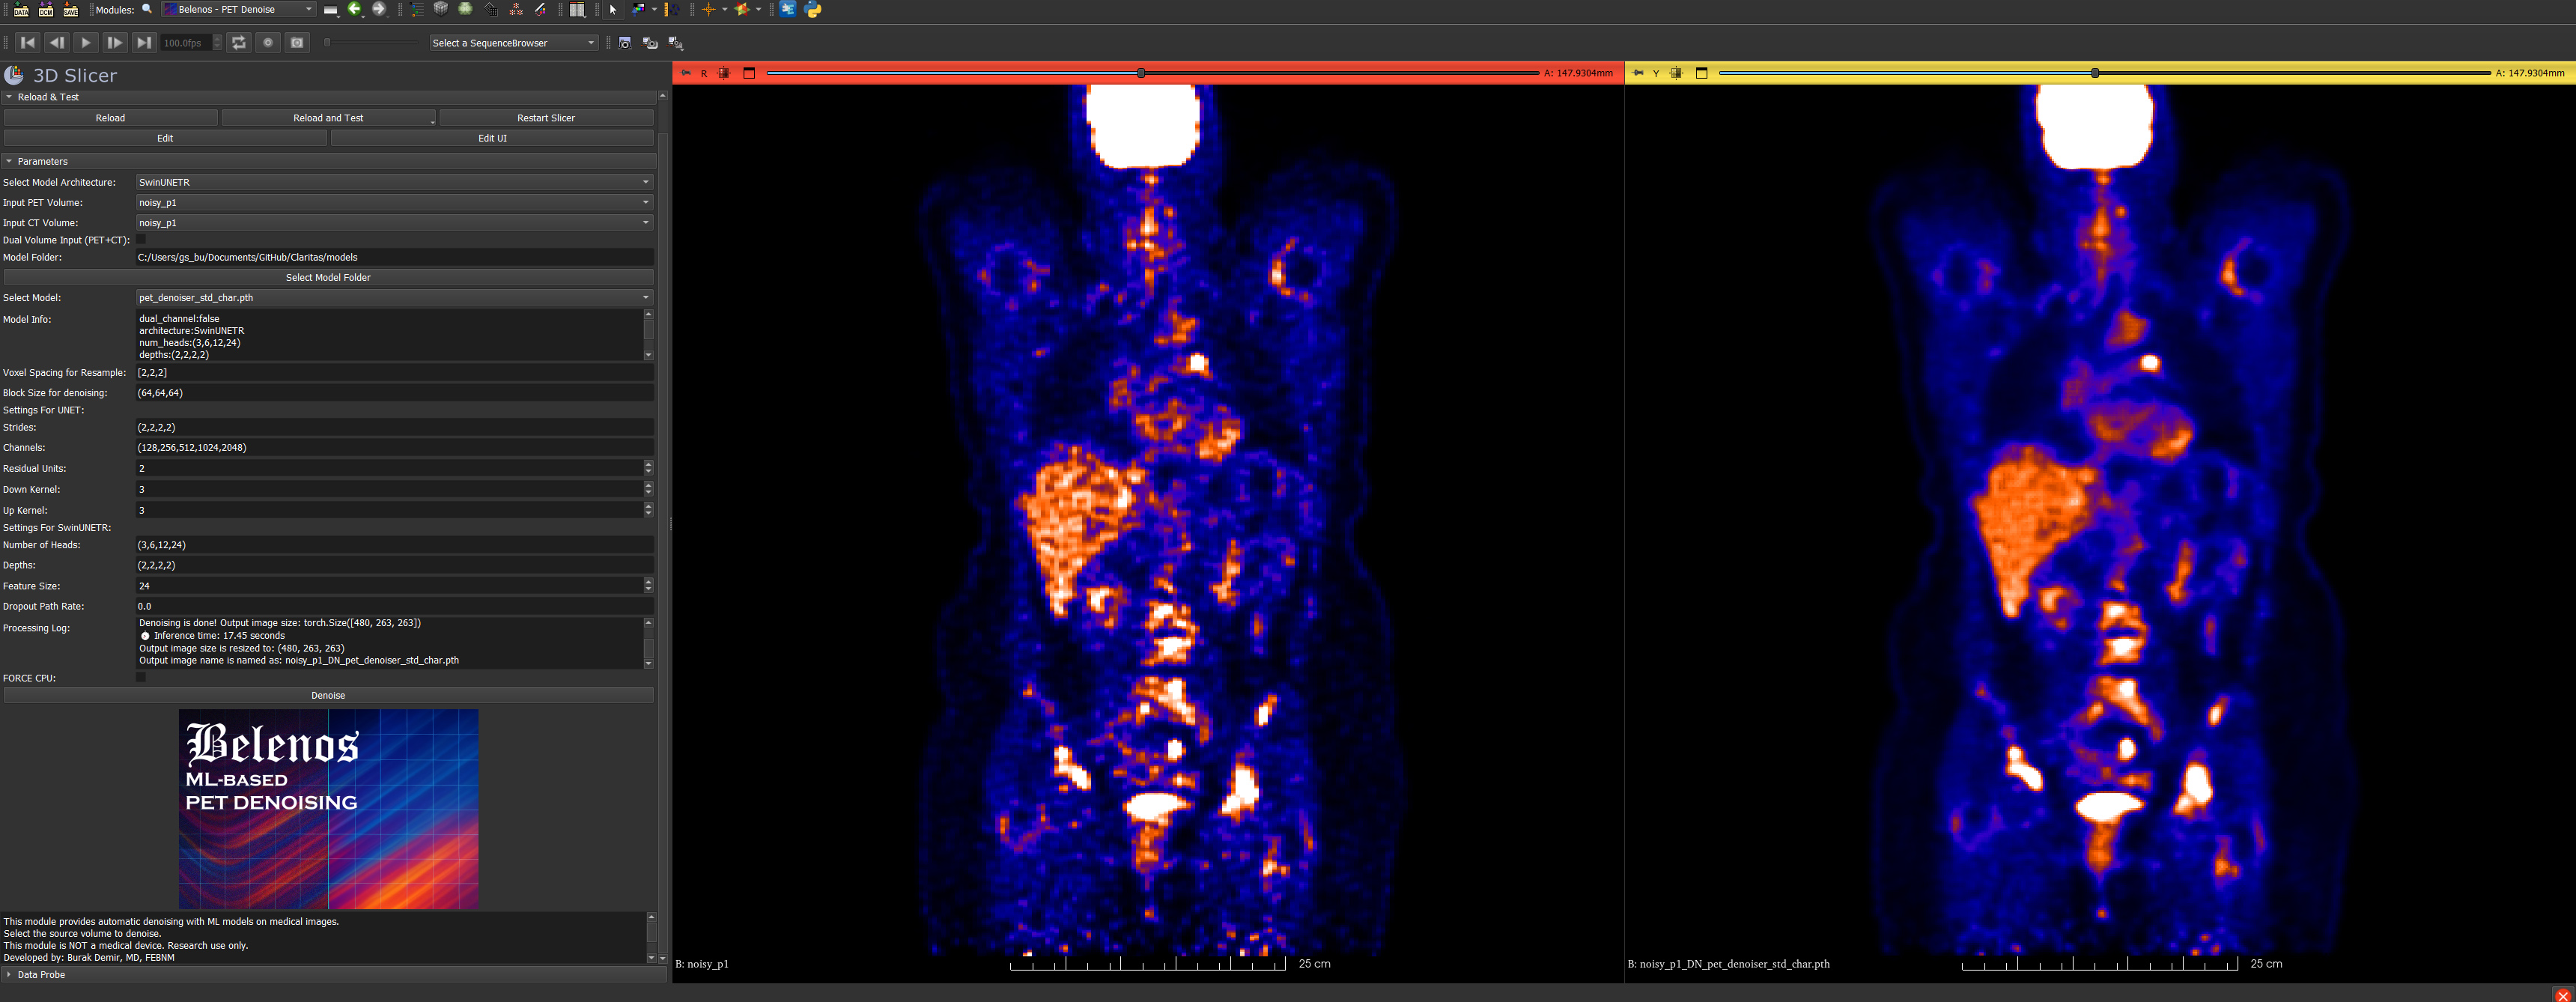 DATA
DCM
SAVE
Modules:
Belenos - PET Denoise
100.0fps
Select a SequenceBrowser
3D Slicer
Reload & Test
Reload
Reload and Test
Restart Slicer
Edit
Edit UI
Parameters
Select Model Architecture:
SwinUNETR
Input PET Volume:
noisy_p1
Input CT Volume:
noisy_p1
Dual Volume Input (PET+CT):
Model Folder:
C:/Users/gs_bu/Documents/GitHub/Claritas/models
Select Model Folder
Select Model:
pet_denoiser_std_char.pth
Model Info:
dual_channel:false
architecture:SwinUNETR
num_heads:(3,6,12,24)
depths:(2,2,2,2)
Voxel Spacing for Resample:
[2,2,2]
Block Size for denoising:
(64,64,64)
Settings For UNET:
Strides:
(2,2,2,2)
Channels:
(128,256,512,1024,2048)
Residual Units:
2
Down Kernel:
3
Up Kernel:
3
Settings For SwinUNETR:
Number of Heads:
(3,6,12,24)
Depths:
(2,2,2,2)
Feature Size:
24
Dropout Path Rate:
0.0
Processing Log:
Denoising is done! Output image size: torch.Size([480, 263, 263])
Inference time: 17.45 seconds
Output image size is resized to: (480, 263, 263)
Output image name is named as: noisy_p1_DN_pet_denoiser_std_char.pth
FORCE CPU:
Denoise
Belenos
ML-BASED
PET DENOISING
This module provides automatic denoising with ML models on medical images.
Select the source volume to denoise.
This module is NOT a medical device. Research use only.
Developed by: Burak Demir, MD, FEBNM
Data Probe
R
A: 147.9304mm
B: noisy_p1
25 cm
Y
A: 147.9304mm
B: noisy_p1_DN_pet_denoiser_std_char.pth
25 cm